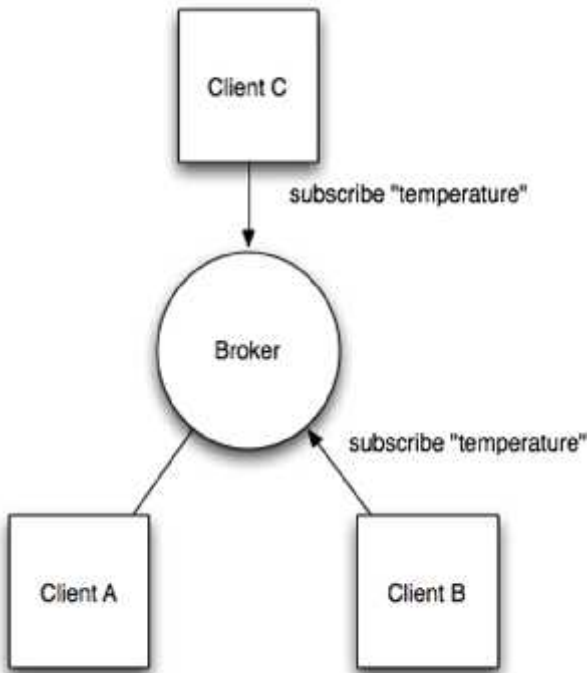 Client C
subscribe "temperature"
Broker
subscribe "temperature"
Client A
Client B